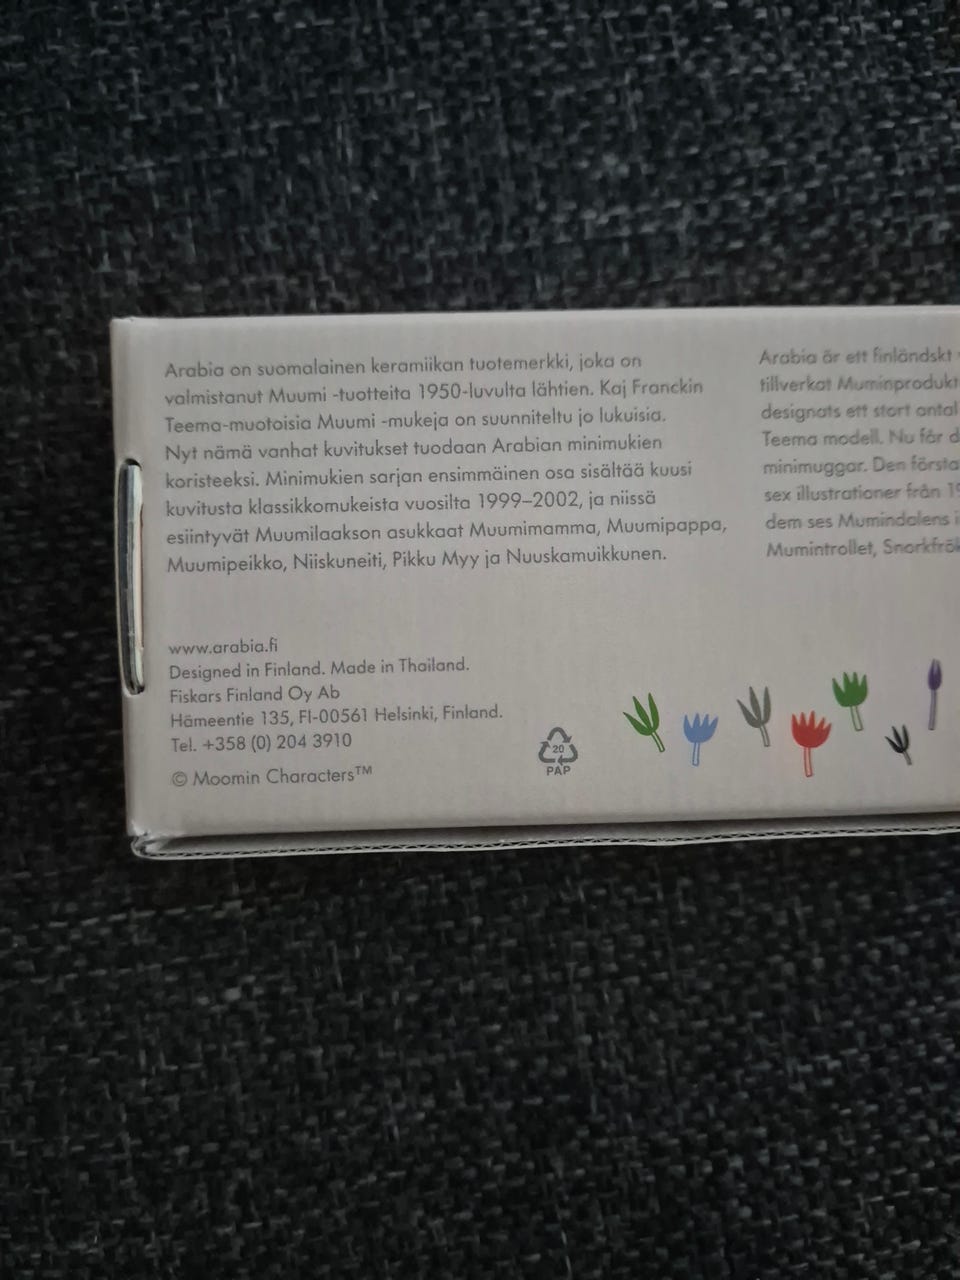 Arabia on suomalainen keramiikan tuotemerkki, joka on
valmistanut Muumi -tuotteita 1950-luvulta lähtien. Kaj Franckin
Teema-muotoisia Muumi -mukeja on suunniteltu jo lukuisia.
Nyt nämä vanhat kuvitukset tuodaan Arabian minimukien
koristeeksi. Minimukien sarjan ensimmäinen osa sisältää kuusi
kuvitusta klassikkomukeista vuosilta 1999–2002, ja niissä
esiintyvät Muumilaakson asukkaat Muumimamma, Muumipappa,
Muumipeikko, Niiskuneiti, Pikku Myy ja Nuuskamuikkunen.
www.arabia.fi
Designed in Finland. Made in Thailand.
Fiskars Finland Oy Ab
Hämeentie 135, FI-00561 Helsinki, Finland.
Tel. +358 (0) 204 3910
© Moomin Characters™
20
PAP
Arabia är ett finländskt
tillverkat Muminprodukt
designats ett stort antal
Teema modell. Nu får d
minimuggar. Den första
sex illustrationer från 19
dem ses Mumindalens i
Mumintrollet, Snorkfrök